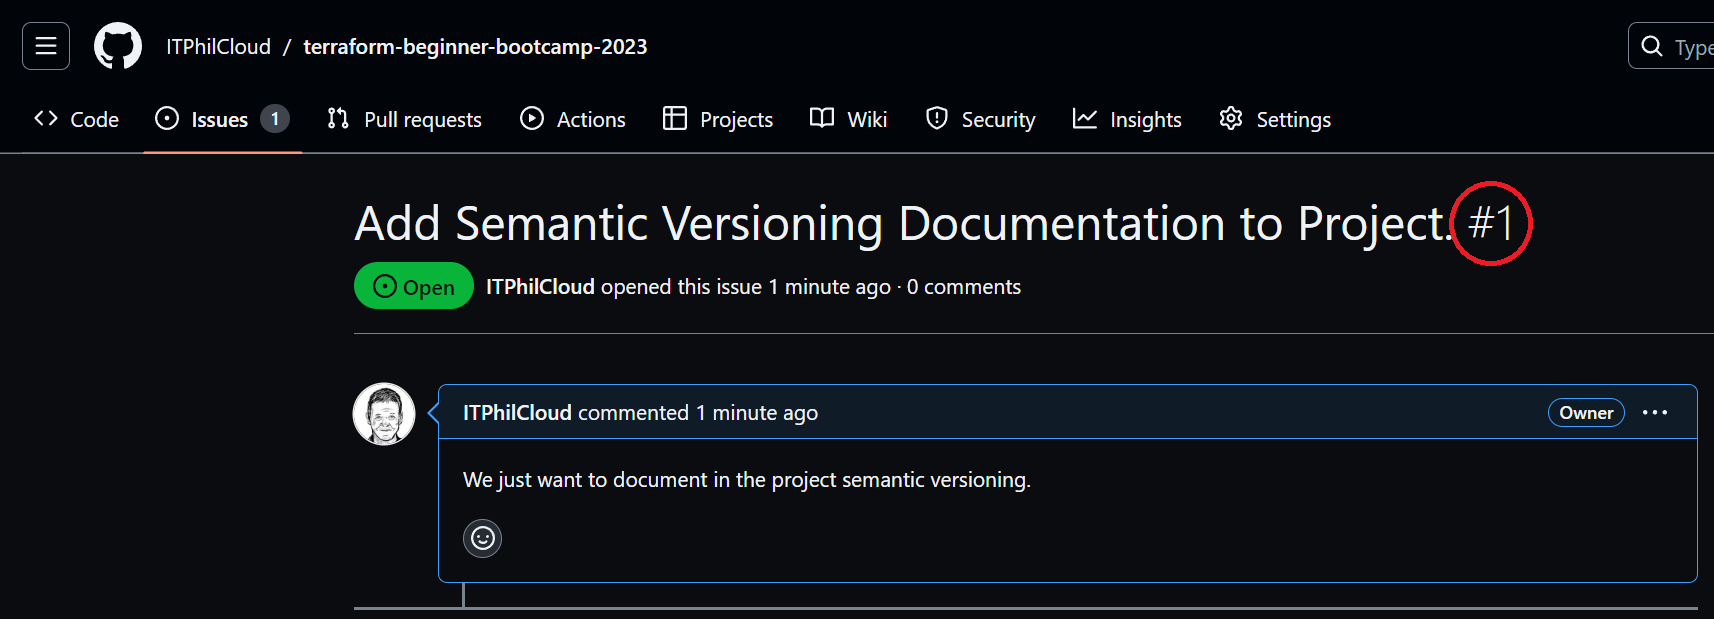 ITPhilCloud / terraform-beginner-bootcamp-2023
Type
Code Issues 1 Pull requests Actions Projects Wiki Security Insights Settings
Add Semantic Versioning Documentation to Project. #1
Open ITPhilCloud opened this issue 1 minute ago · 0 comments
ITPhilCloud commented 1 minute ago Owner ...
We just want to document in the project semantic versioning.